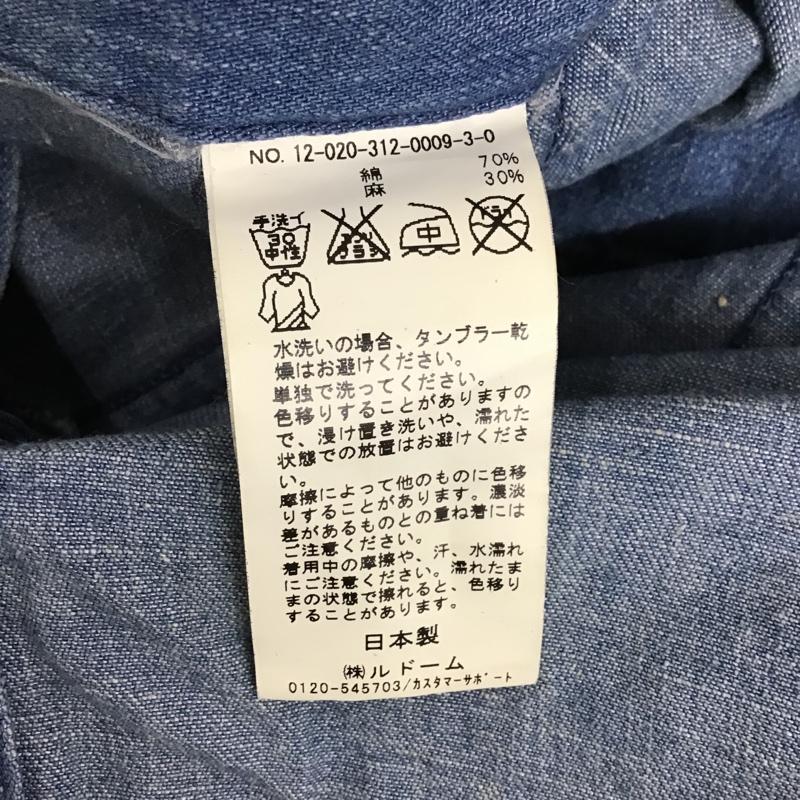 NO. 12-020-312-0009-3-0
綿 70%
麻 30%
手洗イ
30
中性
エンソ
サラシ
中
ドライ
水洗いの場合、タンブラー乾
燥はお避けください。
単独で洗ってください。
色移りすることがありますの
で、浸け置き洗いや、濡れた
状態での放置はお避けくださ
い。
摩擦によって他のものに色移
りすることがあります。濃淡
差があるものとの重ね着には
ご注意ください。
着用中の摩擦や、汗、水濡れ
にご注意ください。濡れたま
まの状態で擦れると、色移り
することがあります。
日本製
㈱ルドーム
0120-545703/カスタマーサポート